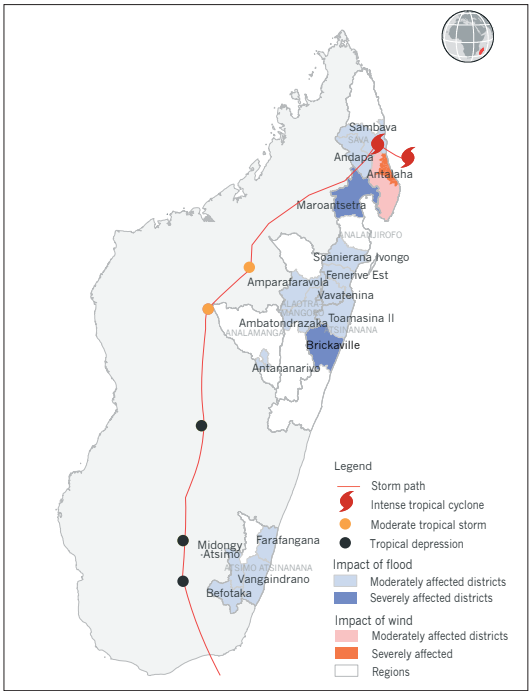 Sambava
SAVA
Andapa
Antalaha
Maroantsetra
ANALANJIROFO
Soanierana Ivongo
Fenerive Est
Amparafaravola
Vavatenina
ALAOTRA
MANGORO
Toamasina II
Ambatondrazaka
ATSINANANA
ANALAMANGA
Brickaville
Antananarivo
Farafangana
Midongy
-Atsimo
ATSIMO ATSINANANA
Vangaindrano
Befotaka
Legend
Storm path
Intense tropical cyclone
Moderate tropical storm
Tropical depression
Impact of flood
Moderately affected districts
Severely affected districts
Impact of wind
Moderately affected districts
Severely affected
Regions